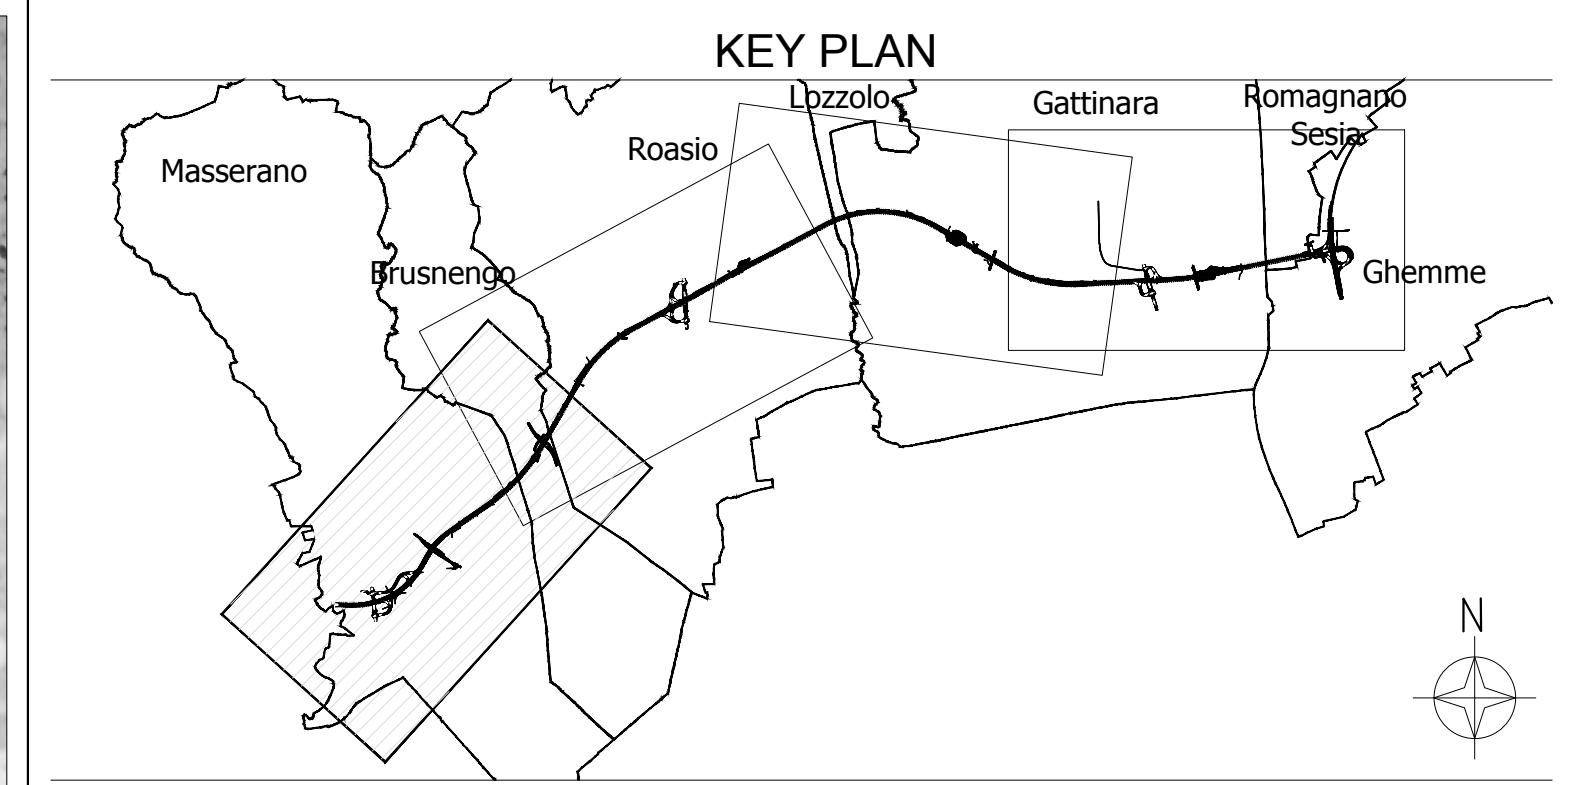 KEY PLAN
Lozzolo
Gattinara
Romagnano
Sesia
Roasio
Masserano
Brusnengo
Ghemme
N